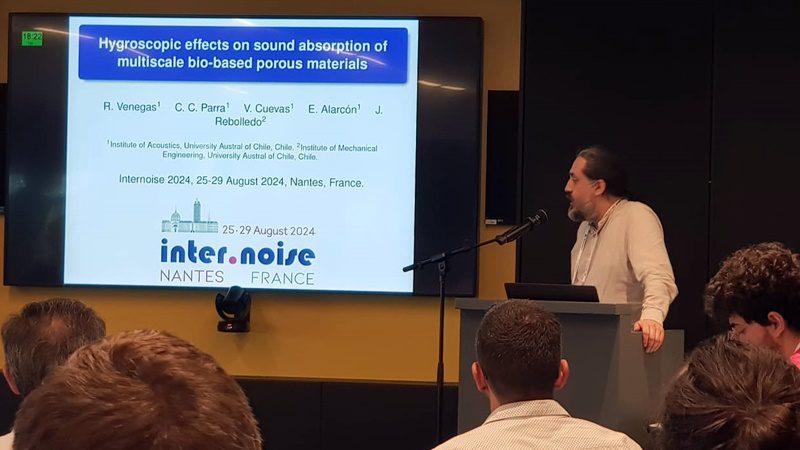 18:22
Hygroscopic effects on sound absorption of
multiscale bio-based porous materials
R. Venegas¹ C. C. Parra¹ V. Cuevas¹ E. Alarcón¹ J.
Rebolledo²
¹Institute of Acoustics, University Austral of Chile, Chile, ²Institute of Mechanical
Engineering, University Austral of Chile, Chile.
Internoise 2024, 25-29 August 2024, Nantes, France.
25-29 August 2024
inter.noise
NANTES FRANCE